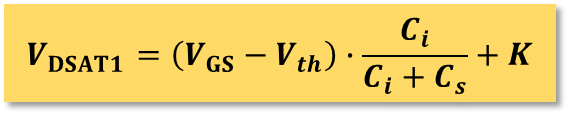 V_DSAT1 = (V_GS − V_th) · C_i / (C_i + C_s) + K